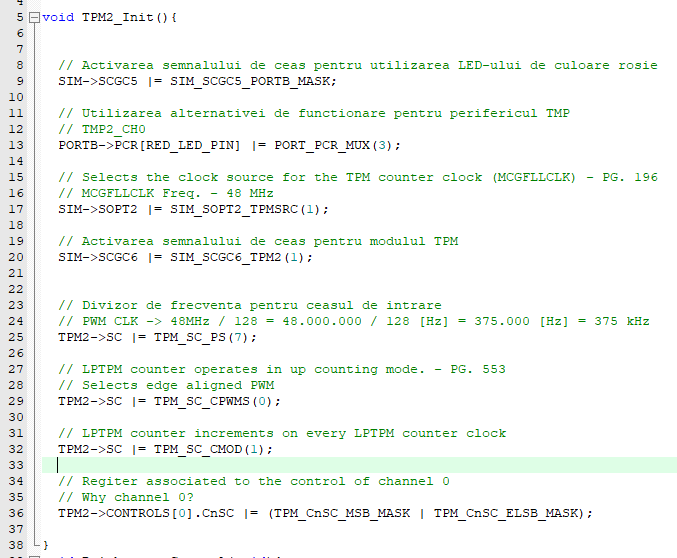 4
5 void TPM2_Init(){
6
7
8 // Activarea semnalului de ceas pentru utilizarea LED-ului de culoare rosie
9 SIM->SCGC5 |= SIM_SCGC5_PORTB_MASK;
10
11 // Utilizarea alternativei de functionare pentru perifericul TMP
12 // TMP2_CH0
13 PORTB->PCR[RED_LED_PIN] |= PORT_PCR_MUX(3);
14
15 // Selects the clock source for the TPM counter clock (MCGFLLCLK) - PG. 196
16 // MCGFLLCLK Freq. - 48 MHz
17 SIM->SOPT2 |= SIM_SOPT2_TPMSRC(1);
18
19 // Activarea semnalului de ceas pentru modulul TPM
20 SIM->SCGC6 |= SIM_SCGC6_TPM2(1);
21
22
23 // Divizor de frecventa pentru ceasul de intrare
24 // PWM CLK -> 48MHz / 128 = 48.000.000 / 128 [Hz] = 375.000 [Hz] = 375 kHz
25 TPM2->SC |= TPM_SC_PS(7);
26
27 // LPTPM counter operates in up counting mode. - PG. 553
28 // Selects edge aligned PWM
29 TPM2->SC |= TPM_SC_CPWMS(0);
30
31 // LPTPM counter increments on every LPTPM counter clock
32 TPM2->SC |= TPM_SC_CMOD(1);
33
34 // Regiter associated to the control of channel 0
35 // Why channel 0?
36 TPM2->CONTROLS[0].CnSC |= (TPM_CnSC_MSB_MASK | TPM_CnSC_ELSB_MASK);
37
38 }